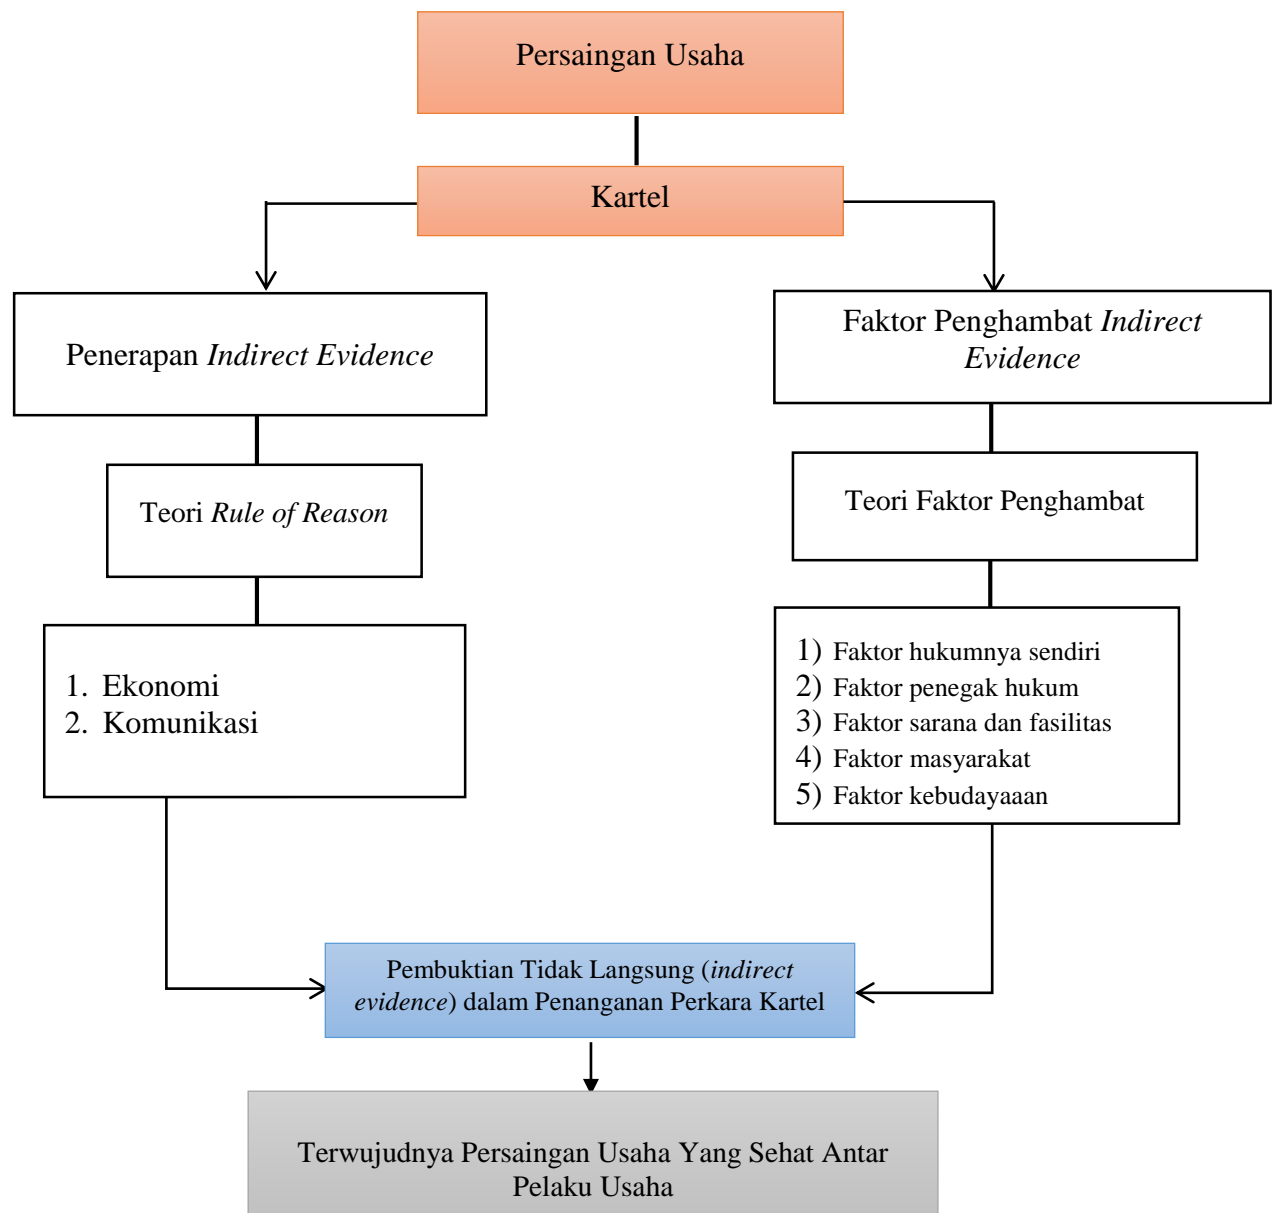 Persaingan Usaha
Kartel
Penerapan Indirect Evidence
Faktor Penghambat Indirect
Evidence
Teori Rule of Reason
Teori Faktor Penghambat
1. Ekonomi
2. Komunikasi
1) Faktor hukumnya sendiri
2) Faktor penegak hukum
3) Faktor sarana dan fasilitas
4) Faktor masyarakat
5) Faktor kebudayaaan
Pembuktian Tidak Langsung (indirect
evidence) dalam Penanganan Perkara Kartel
Terwujudnya Persaingan Usaha Yang Sehat Antar
Pelaku Usaha